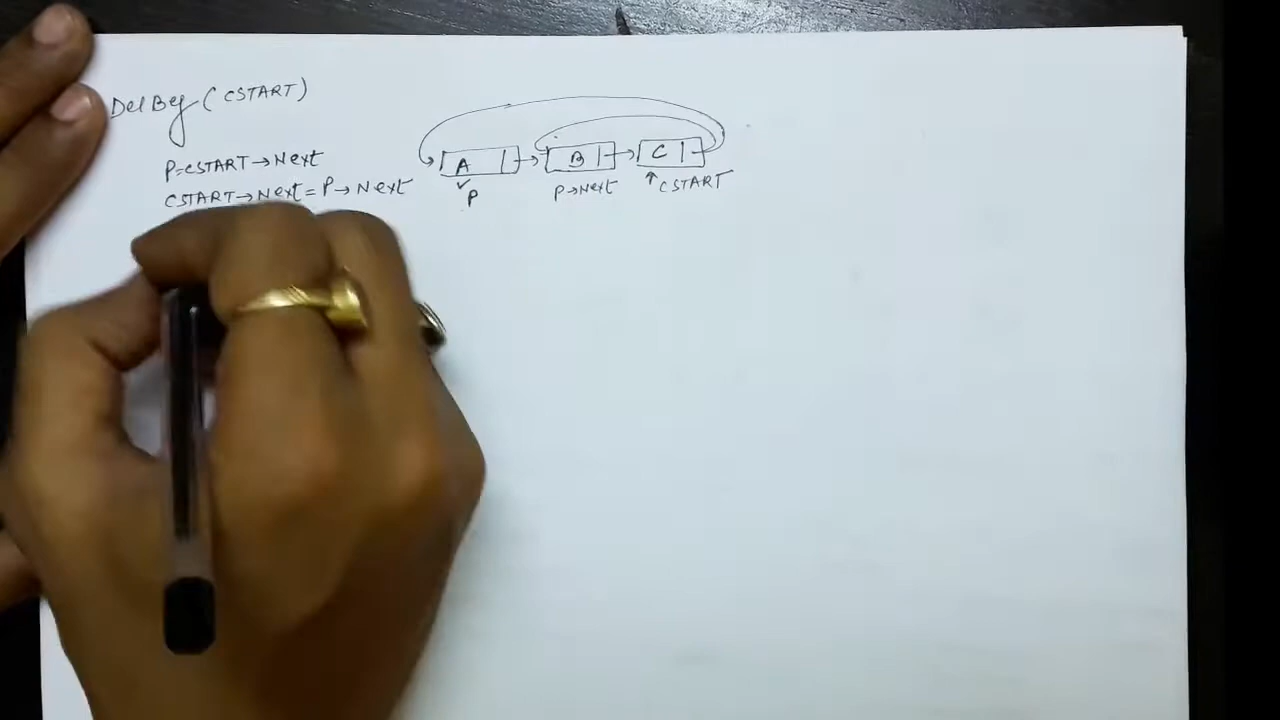 DelBeg(CSTART)
P=CSTART→Next
CSTART→Next=P→Next
A B C
P P→Next CSTART